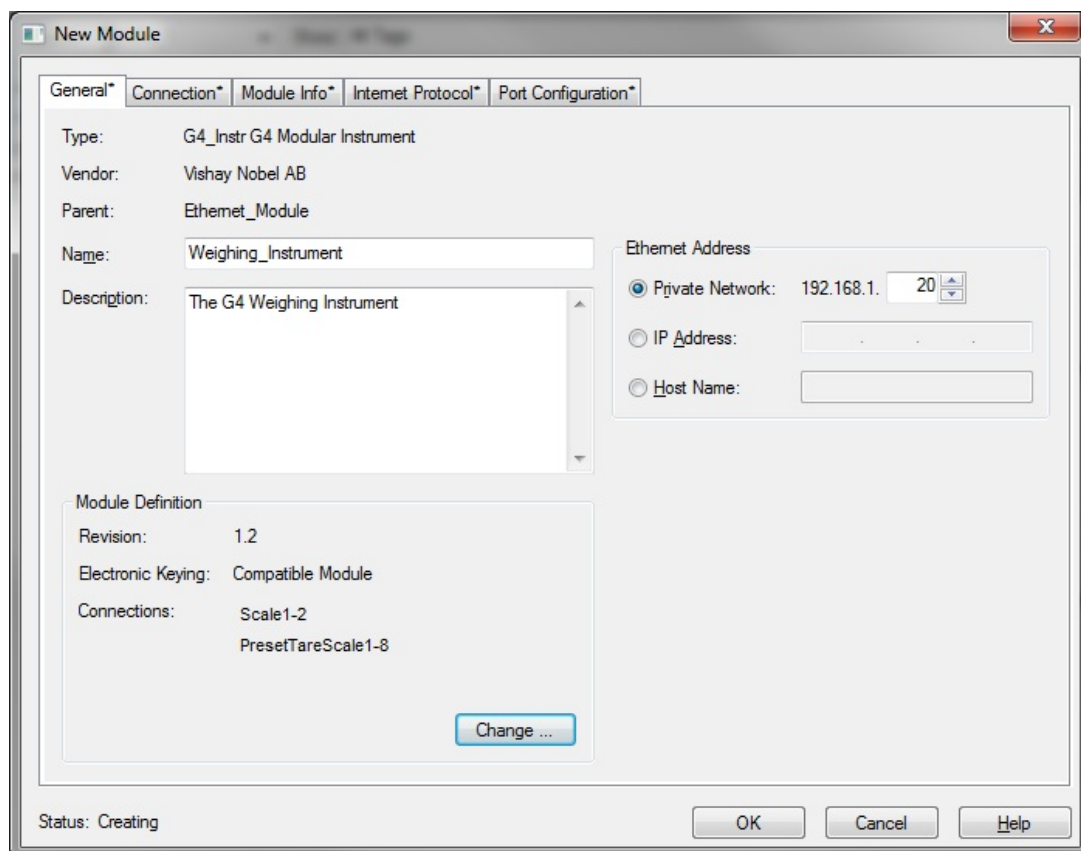 New Module
General* Connection* Module Info* Internet Protocol* Port Configuration*
Type: G4_Instr G4 Modular Instrument
Vendor: Vishay Nobel AB
Parent: Ethernet_Module
Name: Weighing_Instrument
Description: The G4 Weighing Instrument
Ethernet Address
Private Network: 192.168.1. 20
IP Address: . . .
Host Name:
Module Definition
Revision: 1.2
Electronic Keying: Compatible Module
Connections: Scale1-2
PresetTareScale1-8
Change ...
Status: Creating
OK Cancel Help